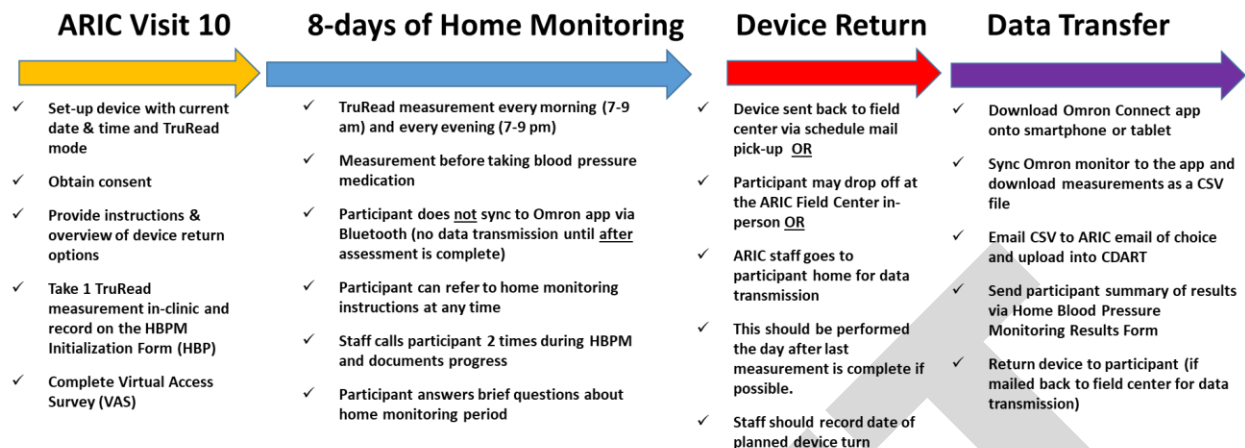 ARIC Visit 10
✓ Set-up device with current
date & time and TruRead
mode
✓ Obtain consent
✓ Provide instructions &
overview of device return
options
✓ Take 1 TruRead
measurement in-clinic and
record on the HBPM
Initialization Form (HBP)
✓ Complete Virtual Access
Survey (VAS)
8-days of Home Monitoring
✓ TruRead measurement every morning (7-9
am) and every evening (7-9 pm)
✓ Measurement before taking blood pressure
medication
✓ Participant does not sync to Omron app via
Bluetooth (no data transmission until after
assessment is complete)
✓ Participant can refer to home monitoring
instructions at any time
✓ Staff calls participant 2 times during HBPM
and documents progress
✓ Participant answers brief questions about
home monitoring period
Device Return
✓ Device sent back to field
center via schedule mail
pick-up OR
✓ Participant may drop off at
the ARIC Field Center in-
person OR
✓ ARIC staff goes to
participant home for data
transmission
✓ This should be performed
the day after last
measurement is complete if
possible.
✓ Staff should record date of
planned device turn
Data Transfer
✓ Download Omron Connect app
onto smartphone or tablet
✓ Sync Omron monitor to the app and
download measurements as a CSV
file
✓ Email CSV to ARIC email of choice
and upload into CDART
✓ Send participant summary of results
via Home Blood Pressure
Monitoring Results Form
✓ Return device to participant (if
mailed back to field center for data
transmission)